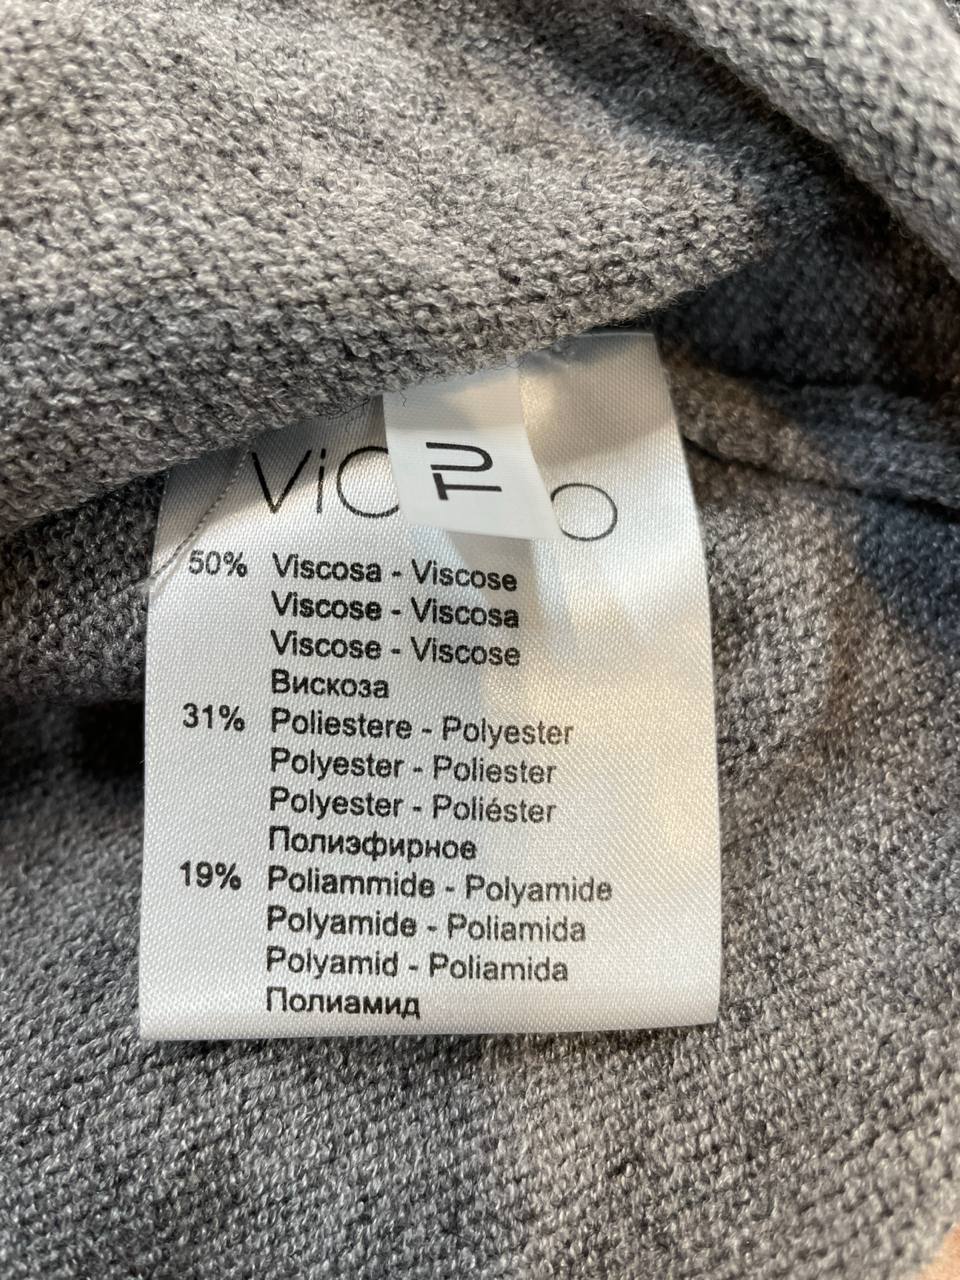 TU
50% Viscosa - Viscose
Viscose - Viscosa
Viscose - Viscose
Вискоза
31% Poliestere - Polyester
Polyester - Poliester
Polyester - Poliéster
Полиэфирное
19% Poliammide - Polyamide
Polyamide - Poliamida
Polyamid - Poliamida
Полиамид